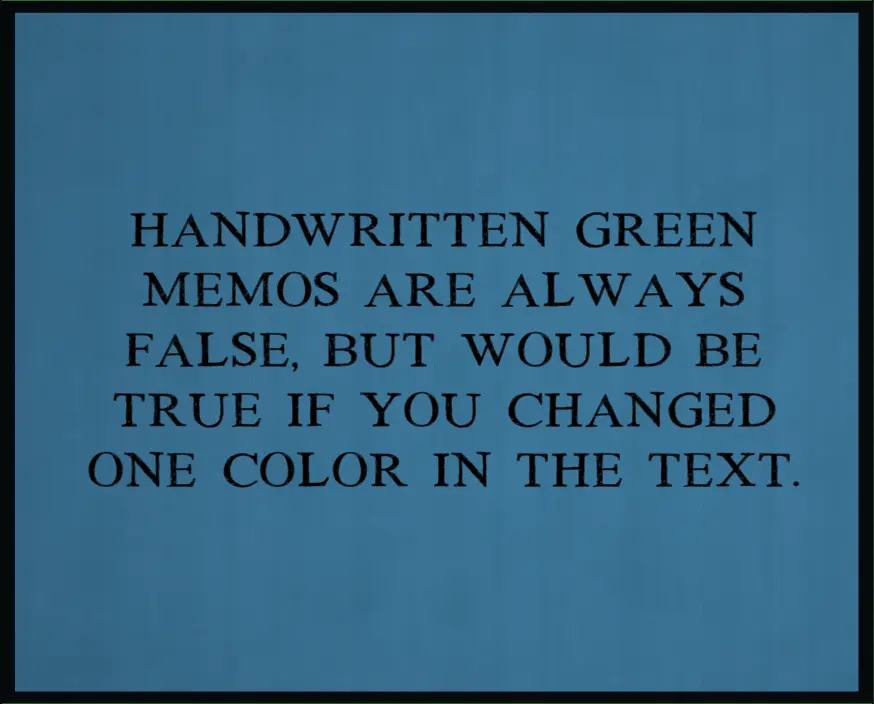 HANDWRITTEN GREEN
MEMOS ARE ALWAYS
FALSE, BUT WOULD BE
TRUE IF YOU CHANGED
ONE COLOR IN THE TEXT.